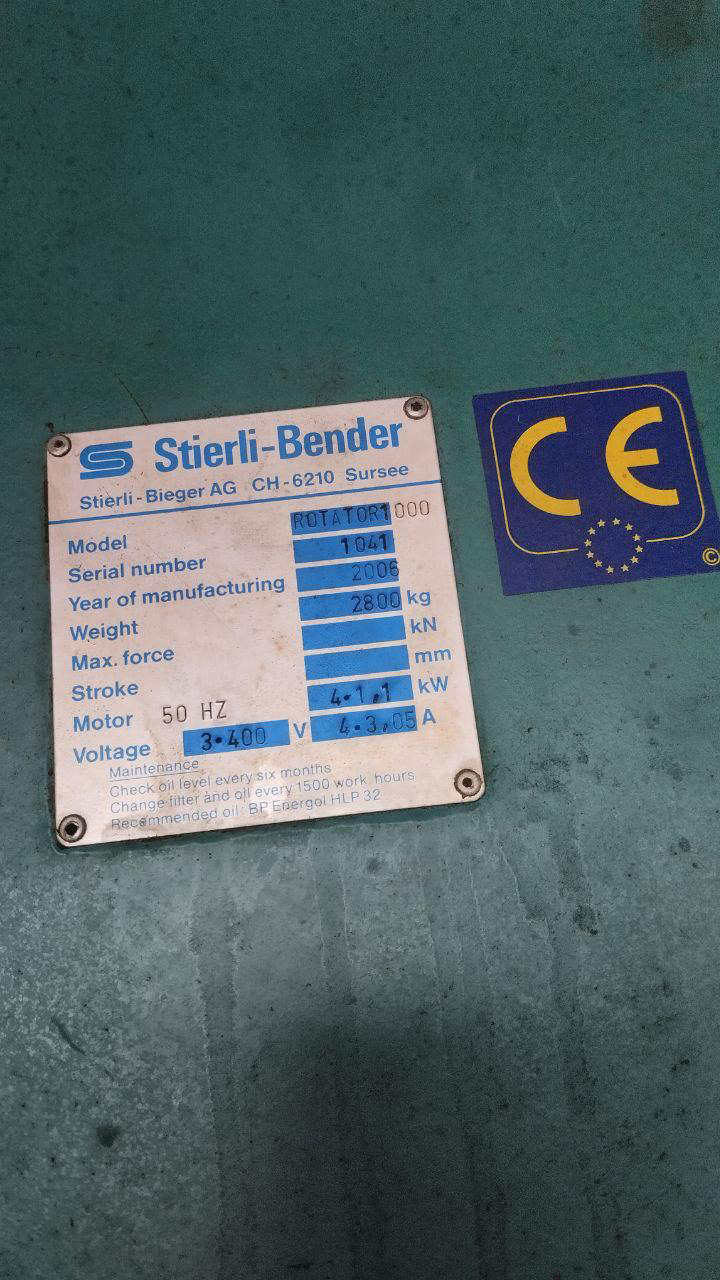 Stierli-Bender
Stierli-Bieger AG CH-6210 Sursee
Model ROTATOR1000
Serial number 1041
Year of manufacturing 2006
Weight 2800 kg
Max. force kN
Stroke mm
Motor 50 HZ 4•1,1 kW
Voltage 3•400 V 4•3,05 A
Maintenance
Check oil level every six months
Change filter and oil every 1500 work. hours
Recommended oil: BP Energol HLP 32
CE
©